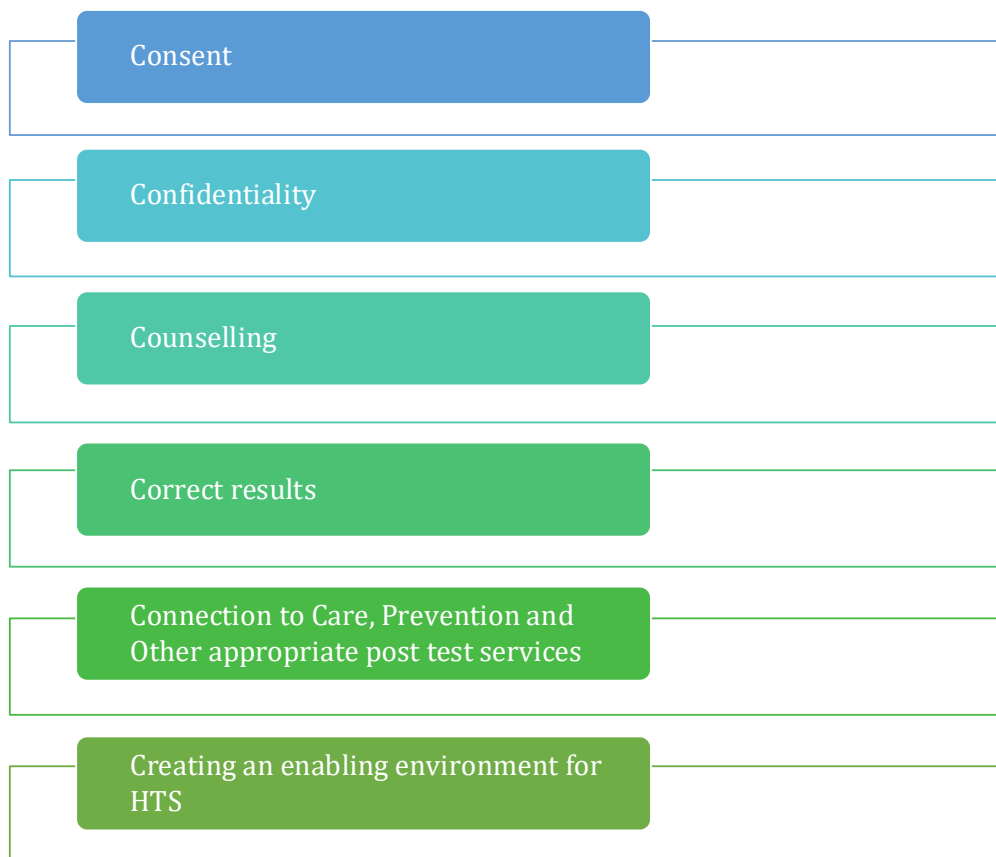 Consent
Confidentiality
Counselling
Correct results
Connection to Care, Prevention and
Other appropriate post test services
Creating an enabling environment for
HTS